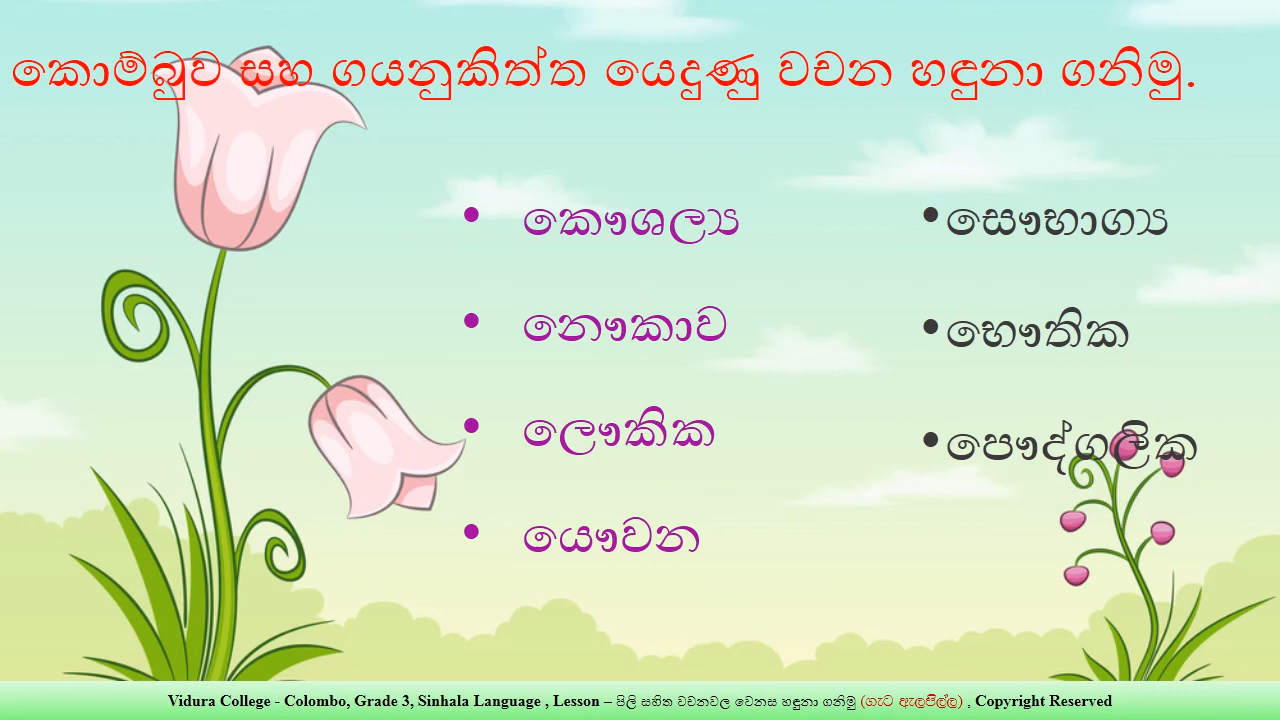 කොම්බුව සහ ගයනුකිත්ත යෙදුණු වචන හඳුනා ගනිමු.
• කෞශල්‍ය
• නෞකාව
• ලෞකික
• යෞවන
• සෞභාග්‍ය
• භෞතික
• පෞද්ගලික
Vidura College - Colombo, Grade 3, Sinhala Language , Lesson – පිලි සහිත වචනවල වෙනස හඳුනා ගනිමු (ගැට ඇලපිල්ල) , Copyright Reserved